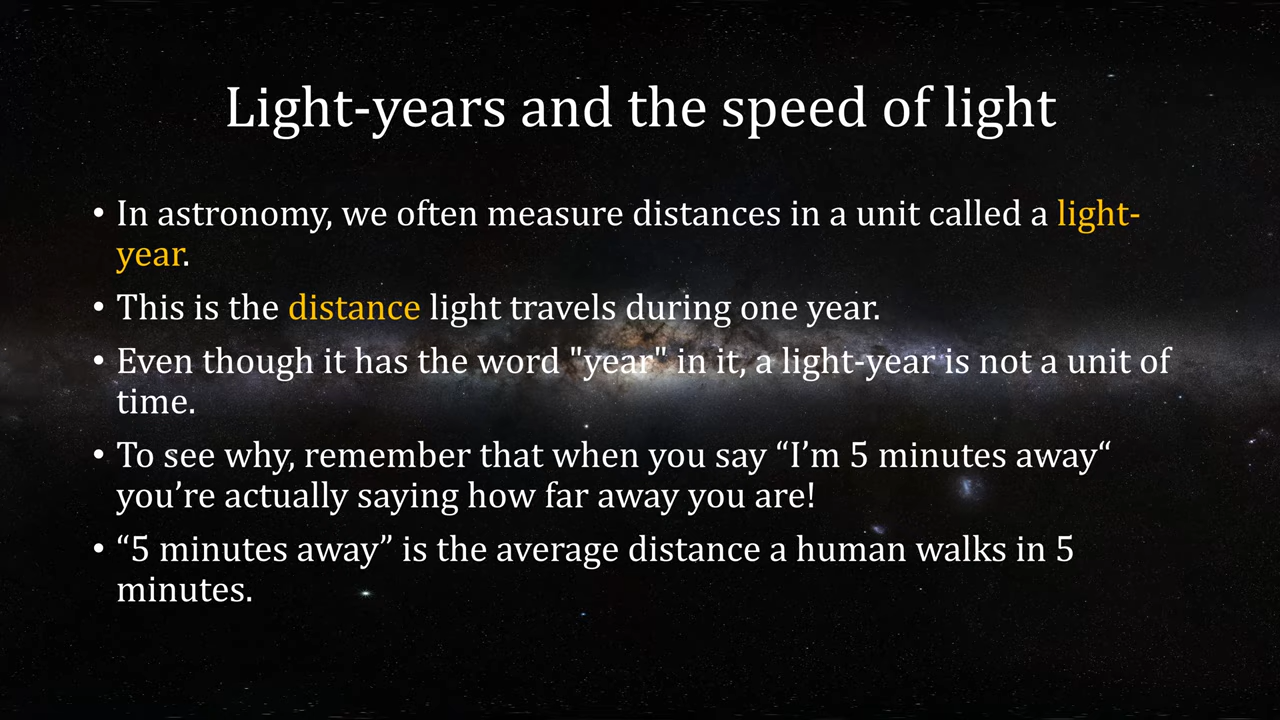 Light-years and the speed of light
• In astronomy, we often measure distances in a unit called a light-
year.
• This is the distance light travels during one year.
• Even though it has the word "year" in it, a light-year is not a unit of
time.
• To see why, remember that when you say “I’m 5 minutes away“
you’re actually saying how far away you are!
• “5 minutes away” is the average distance a human walks in 5
minutes.